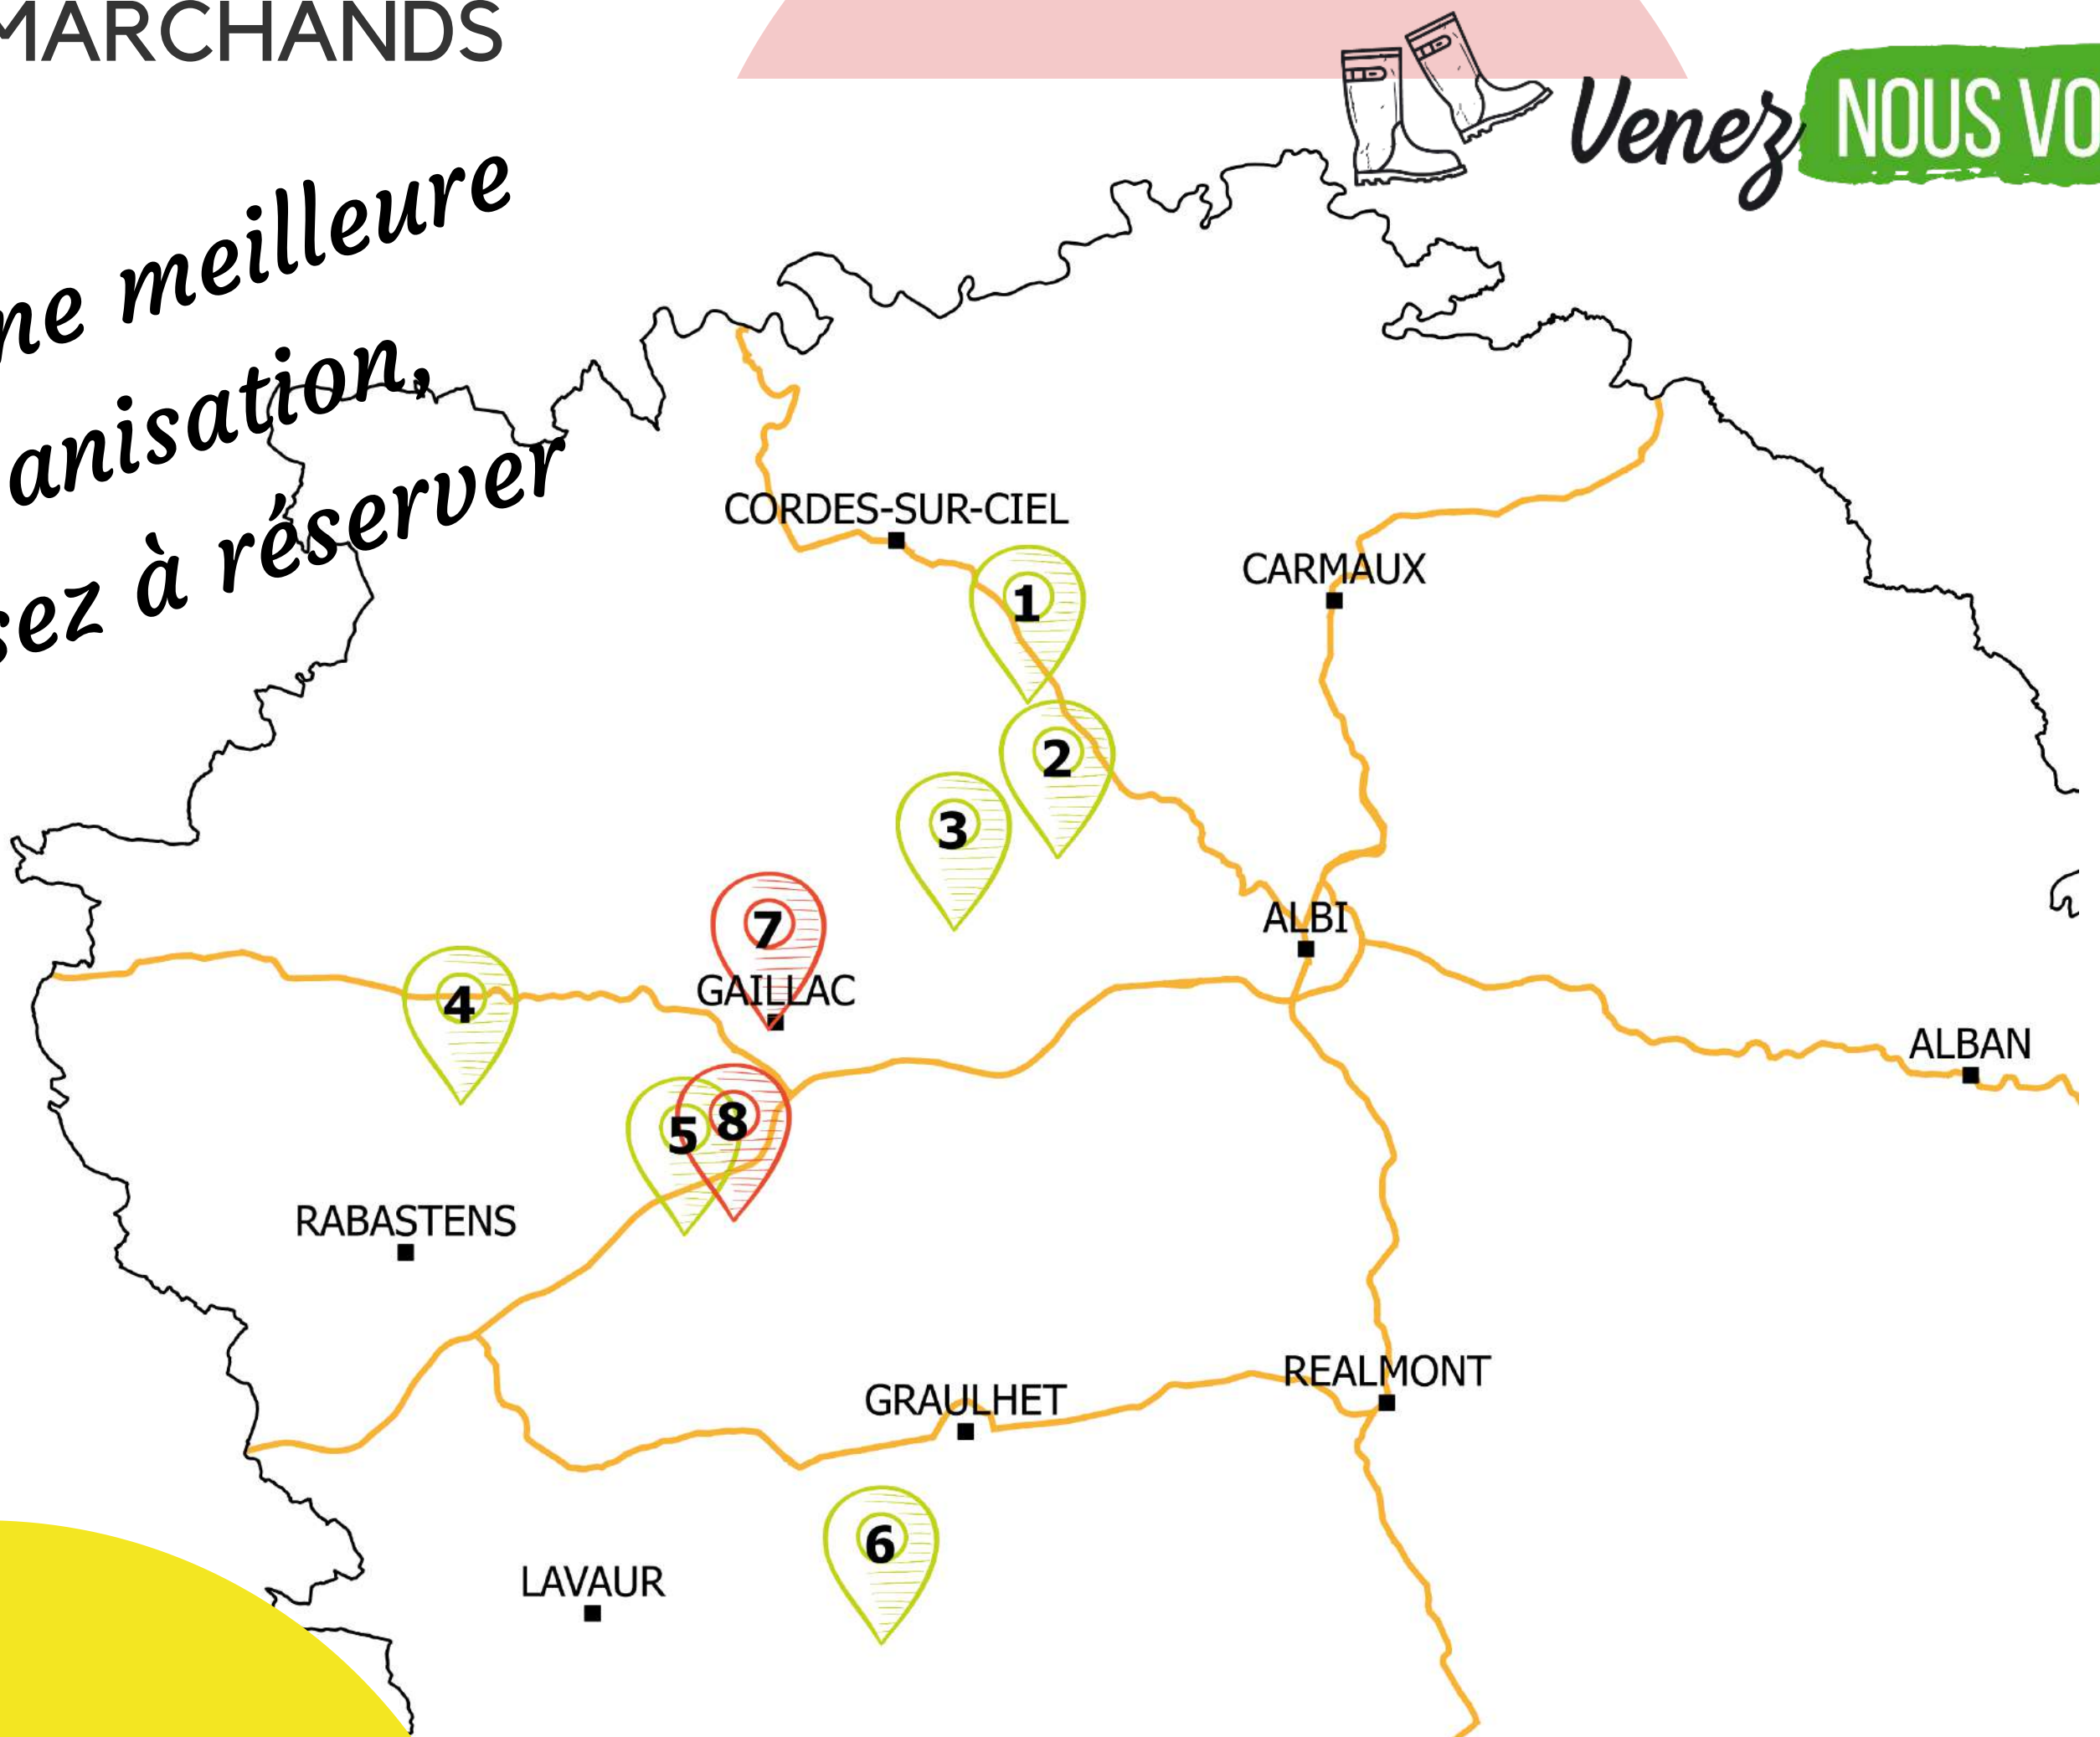 MARCHANDS
Venez NOUS VO
ne meilleure
anisation,
sez à réserver
CORDES-SUR-CIEL
CARMAUX
1
2
3
7
ALBI
GAILLAC
4
ALBAN
5
8
RABASTENS
REALMONT
GRAULHET
6
LAVAUR